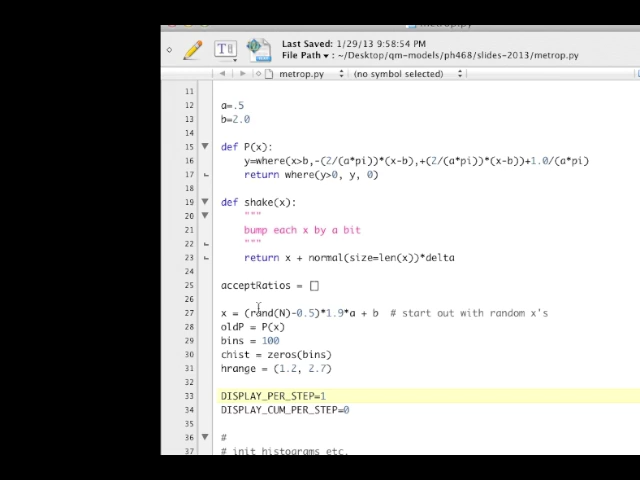 Last Saved: 1/29/13 9:58:54 PM
File Path ▾ : ~/Desktop/qm-models/ph468/slides-2013/metrop.py
metrop.py (no symbol selected)
11
12 a=.5
13 b=2.0
14
15 def P(x):
16 y=where(x>b,-(2/(a*pi))*(x-b),+(2/(a*pi))*(x-b))+1.0/(a*pi)
17 return where(y>0, y, 0)
18
19 def shake(x):
20 """
21 bump each x by a bit
22 """
23 return x + normal(size=len(x))*delta
24
25 acceptRatios = []
26
27 x = (rand(N)-0.5)*1.9*a + b # start out with random x's
28 oldP = P(x)
29 bins = 100
30 chist = zeros(bins)
31 hrange = (1.2, 2.7)
32
33 DISPLAY_PER_STEP=1
34 DISPLAY_CUM_PER_STEP=0
35
36 #
37 # init histograms etc.